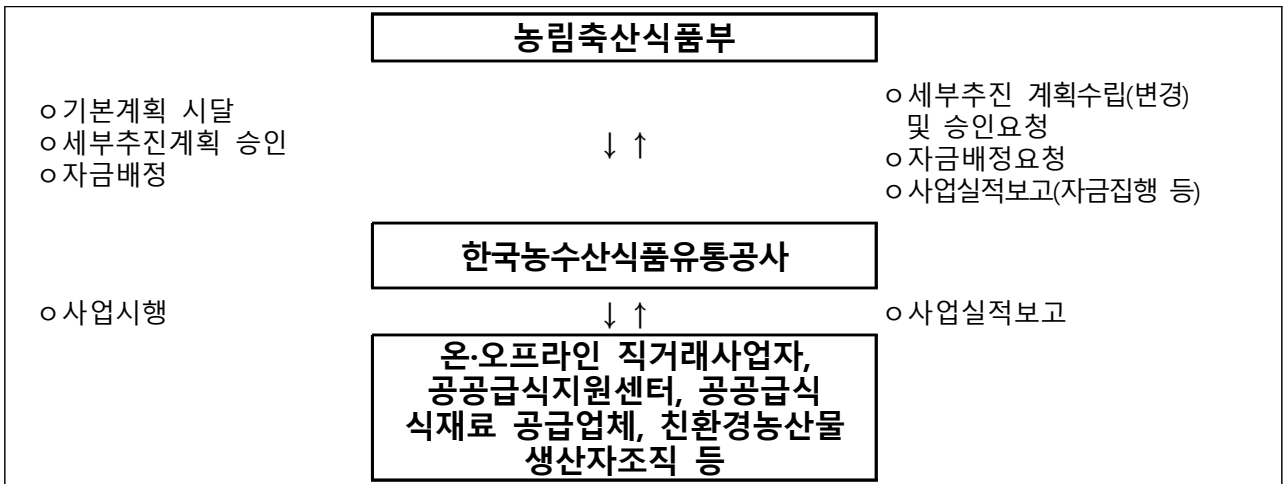 농림축산식품부
ㅇ기본계획 시달
ㅇ세부추진계획 승인
ㅇ자금배정
↓ ↑
ㅇ세부추진 계획수립(변경)
및 승인요청
ㅇ자금배정요청
ㅇ사업실적보고(자금집행 등)
한국농수산식품유통공사
ㅇ사업시행
↓ ↑
ㅇ사업실적보고
온·오프라인 직거래사업자,
공공급식지원센터, 공공급식
식재료 공급업체, 친환경농산물
생산자조직 등